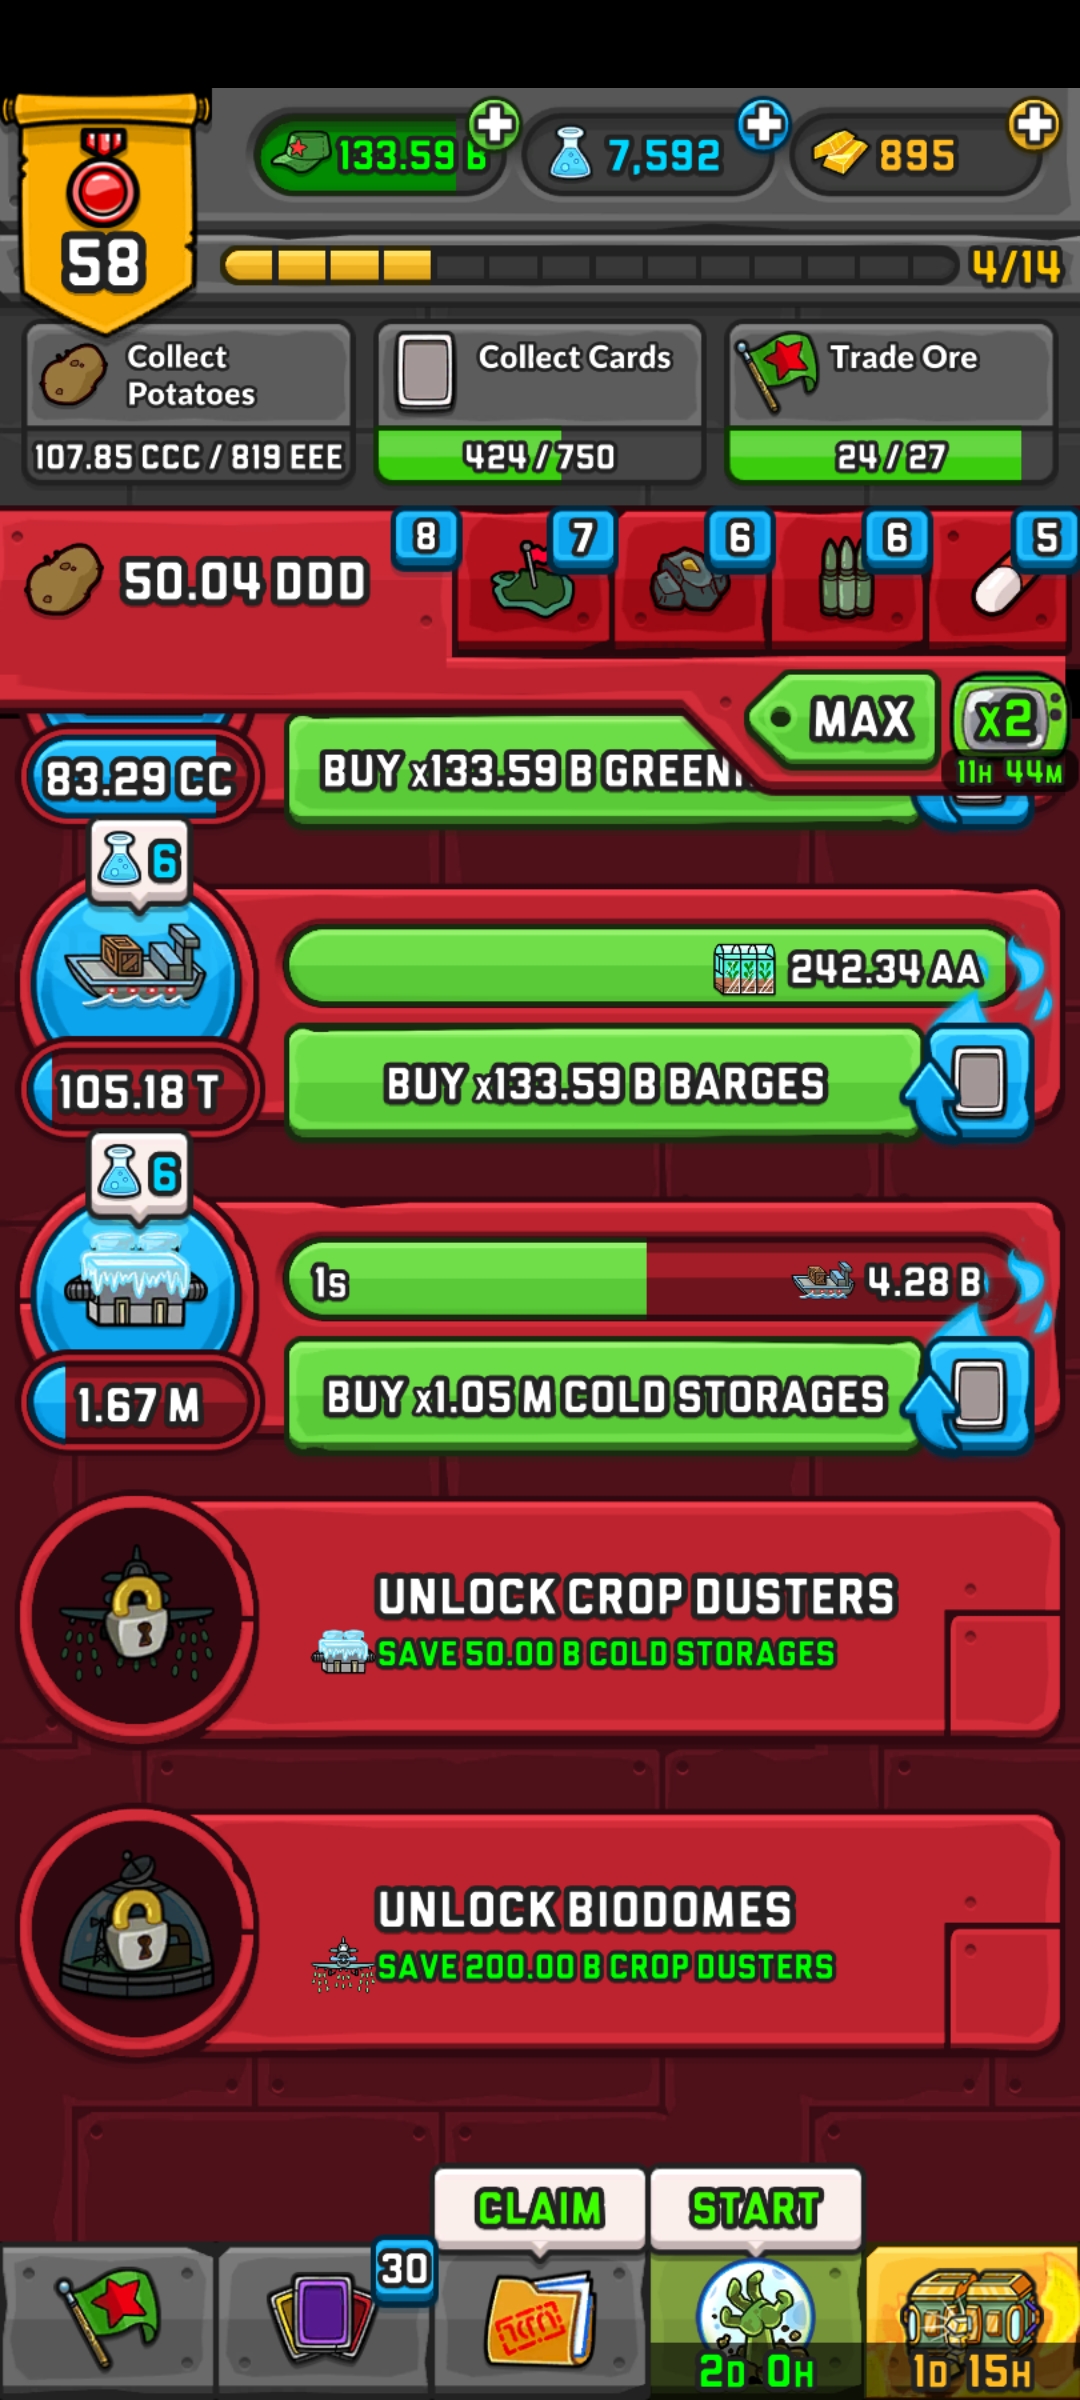 133.59 B
7,592
895
58
4/14
Collect
Potatoes
107.85 CCC / 819 EEE
Collect Cards
424/750
Trade Ore
24/27
50.04 DDD
8
7
6
6
5
MAX
x2
11H 44M
83.29 CC
BUY x133.59 B
6
242.34 AA
105.18 T
BUY x133.59 B BARGES
6
1s
4.28 B
1.67 M
BUY x1.05 M COLD STORAGES
UNLOCK CROP DUSTERS
SAVE 50.00 B COLD STORAGES
UNLOCK BIODOMES
SAVE 200.00 B CROP DUSTERS
CLAIM
START
30
2D 0H
1D 15H